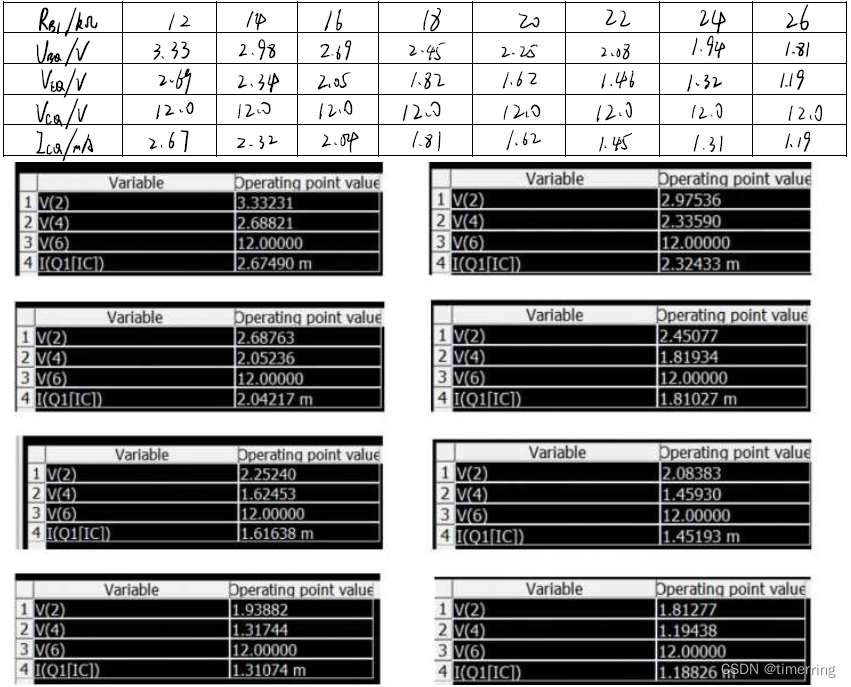 R_B1/kΩ 12 14 16 18 20 22 24 26
U_BQ/V 3.33 2.98 2.69 2.45 2.25 2.08 1.94 1.81
V_EQ/V 2.69 2.34 2.05 1.82 1.62 1.46 1.32 1.19
V_CQ/V 12.0 12.0 12.0 12.0 12.0 12.0 12.0 12.0
I_CQ/mA 2.67 2.32 2.04 1.81 1.62 1.45 1.31 1.19
Variable Operating point value
1 V(2) 3.33231
2 V(4) 2.68821
3 V(6) 12.00000
4 I(Q1[IC]) 2.67490 m
Variable Operating point value
1 V(2) 2.97536
2 V(4) 2.33590
3 V(6) 12.00000
4 I(Q1[IC]) 2.32433 m
Variable Operating point value
1 V(2) 2.68763
2 V(4) 2.05236
3 V(6) 12.00000
4 I(Q1[IC]) 2.04217 m
Variable Operating point value
1 V(2) 2.45077
2 V(4) 1.81934
3 V(6) 12.00000
4 I(Q1[IC]) 1.81027 m
Variable Operating point value
1 V(2) 2.25240
2 V(4) 1.62453
3 V(6) 12.00000
4 I(Q1[IC]) 1.61638 m
Variable Operating point value
1 V(2) 2.08383
2 V(4) 1.45930
3 V(6) 12.00000
4 I(Q1[IC]) 1.45193 m
Variable Operating point value
1 V(2) 1.93882
2 V(4) 1.31744
3 V(6) 12.00000
4 I(Q1[IC]) 1.31074 m
Variable Operating point value
1 V(2) 1.81277
2 V(4) 1.19438
3 V(6) 12.00000
4 I(Q1[IC]) 1.18826 m
CSDN @timerring